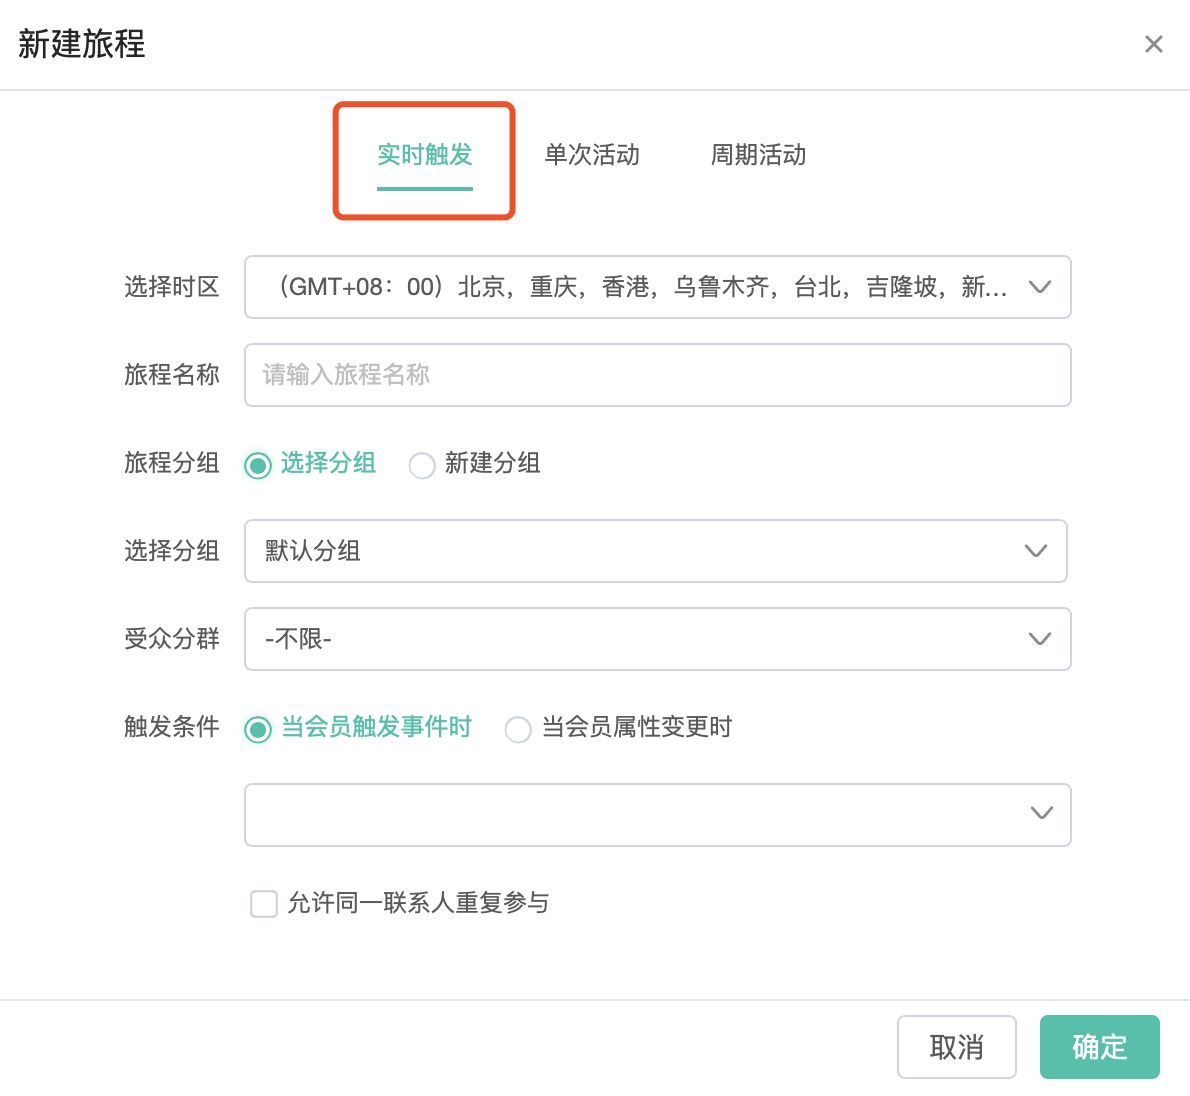 新建旅程
实时触发 单次活动 周期活动
选择时区 （GMT+08：00）北京，重庆，香港，乌鲁木齐，台北，吉隆坡，新...
旅程名称 请输入旅程名称
旅程分组 选择分组 新建分组
选择分组 默认分组
受众分群 -不限-
触发条件 当会员触发事件时 当会员属性变更时
允许同一联系人重复参与
取消 确定